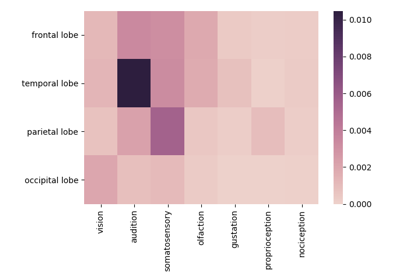 frontal lobe
temporal lobe
parietal lobe
occipital lobe
vision
audition
somatosensory
olfaction
gustation
proprioception
nociception
0.010
0.008
0.006
0.004
0.002
0.000